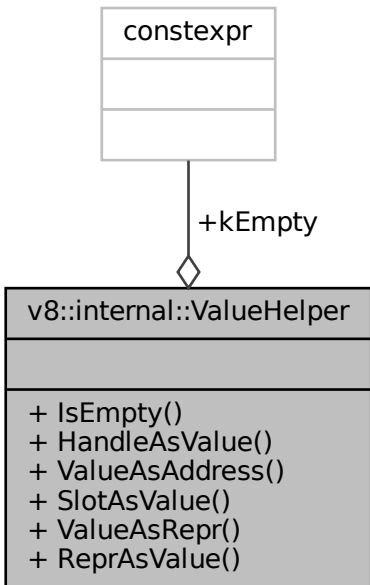 constexpr
+kEmpty
v8::internal::ValueHelper
+ IsEmpty()
+ HandleAsValue()
+ ValueAsAddress()
+ SlotAsValue()
+ ValueAsRepr()
+ ReprAsValue()